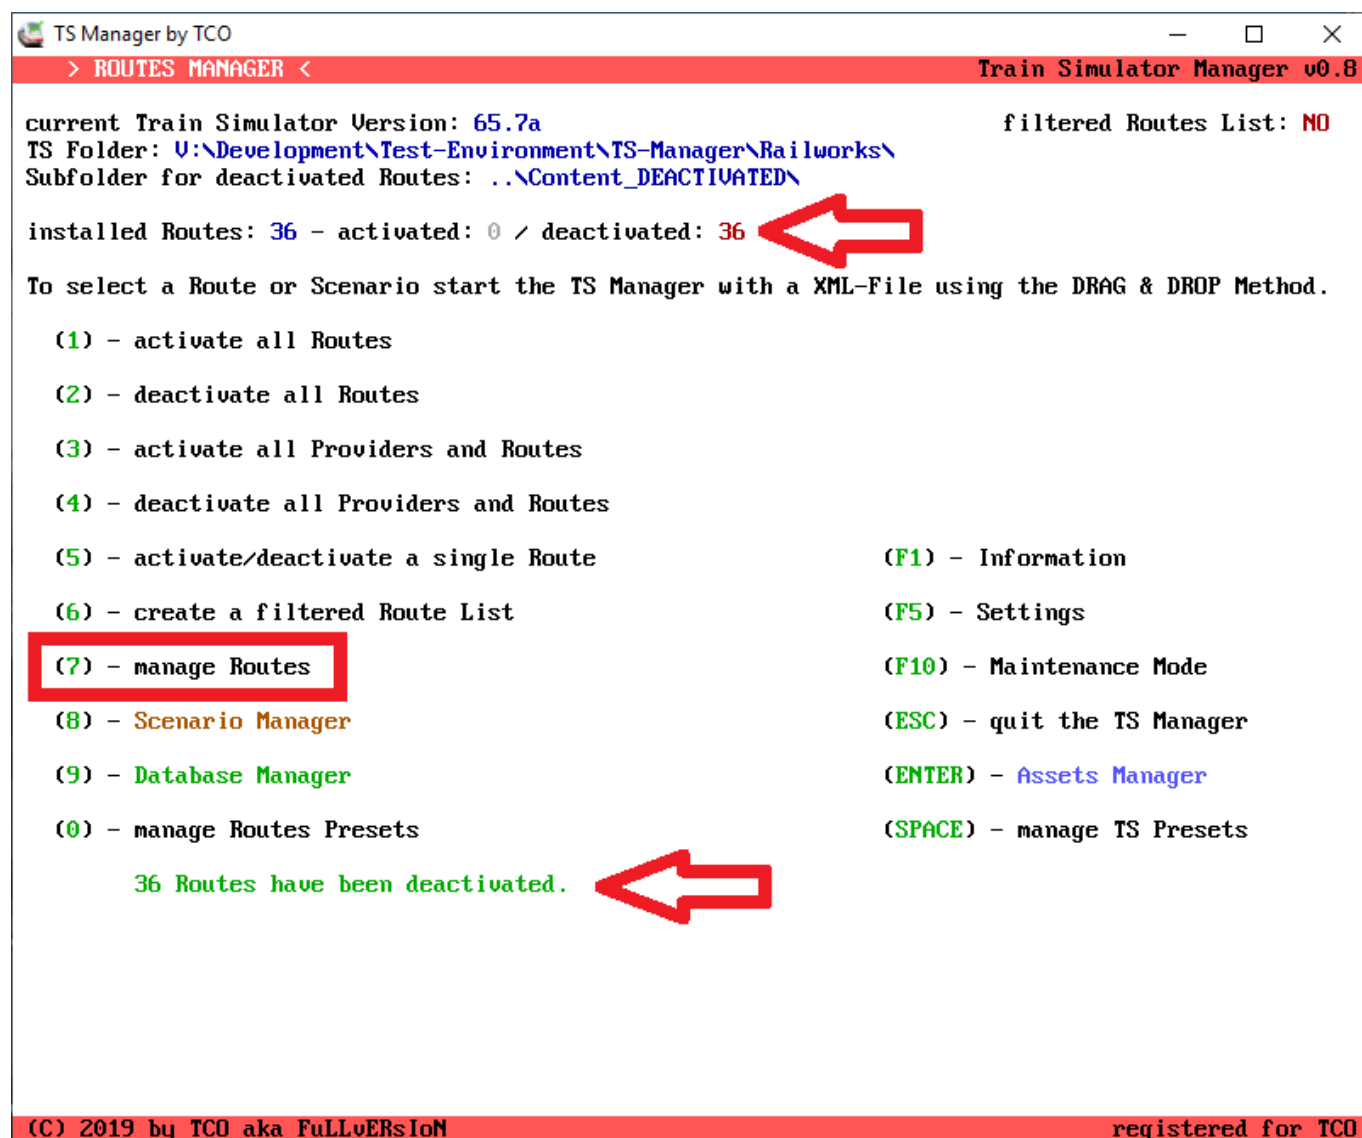 TS Manager by TCO
> ROUTES MANAGER < Train Simulator Manager v0.8
current Train Simulator Version: 65.7a filtered Routes List: NO
TS Folder: V:\Development\Test-Environment\TS-Manager\Railworks\
Subfolder for deactivated Routes: ..\Content_DEACTIVATED\
installed Routes: 36 - activated: 0 / deactivated: 36
To select a Route or Scenario start the TS Manager with a XML-File using the DRAG & DROP Method.
(1) - activate all Routes
(2) - deactivate all Routes
(3) - activate all Providers and Routes
(4) - deactivate all Providers and Routes
(5) - activate/deactivate a single Route (F1) - Information
(6) - create a filtered Route List (F5) - Settings
(7) - manage Routes (F10) - Maintenance Mode
(8) - Scenario Manager (ESC) - quit the TS Manager
(9) - Database Manager (ENTER) - Assets Manager
(0) - manage Routes Presets (SPACE) - manage TS Presets
36 Routes have been deactivated.
(C) 2019 by TCO aka FuLLvERsIoN registered for TCO